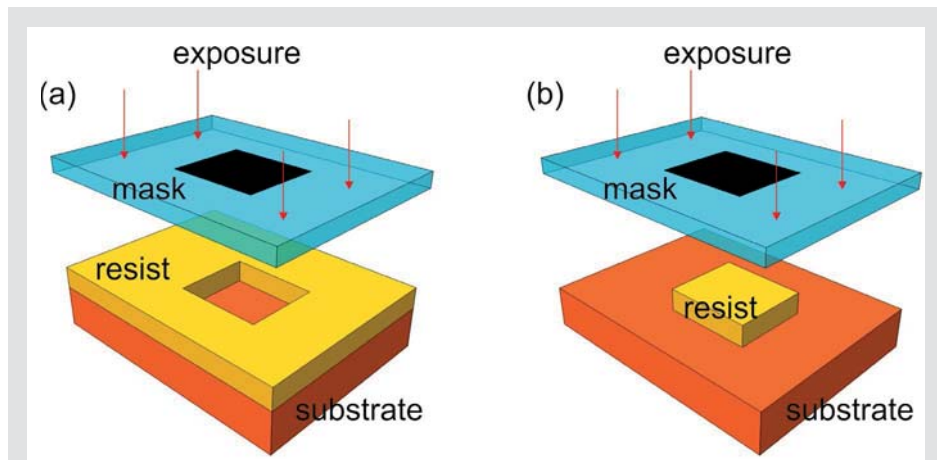 (a)
exposure
mask
resist
substrate
(b)
exposure
mask
resist
substrate